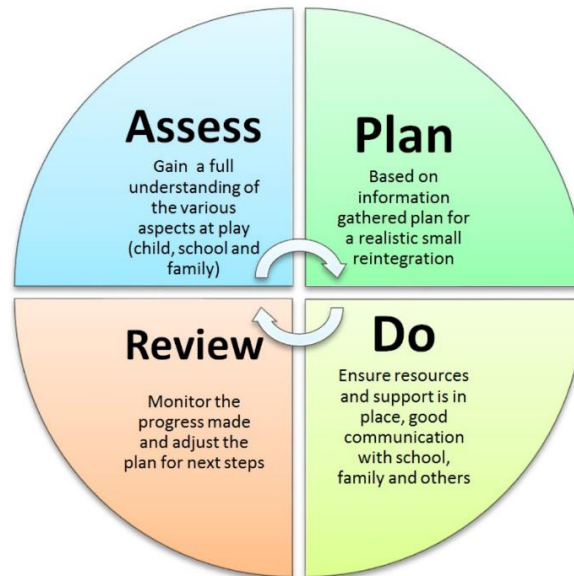 Assess
Gain a full
understanding of
the various
aspects at play
(child, school and
family)
Plan
Based on
information
gathered plan for
a realistic small
reintegration
Do
Ensure resources
and support is in
place, good
communication
with school,
family and others
Review
Monitor the
progress made
and adjust the
plan for next steps